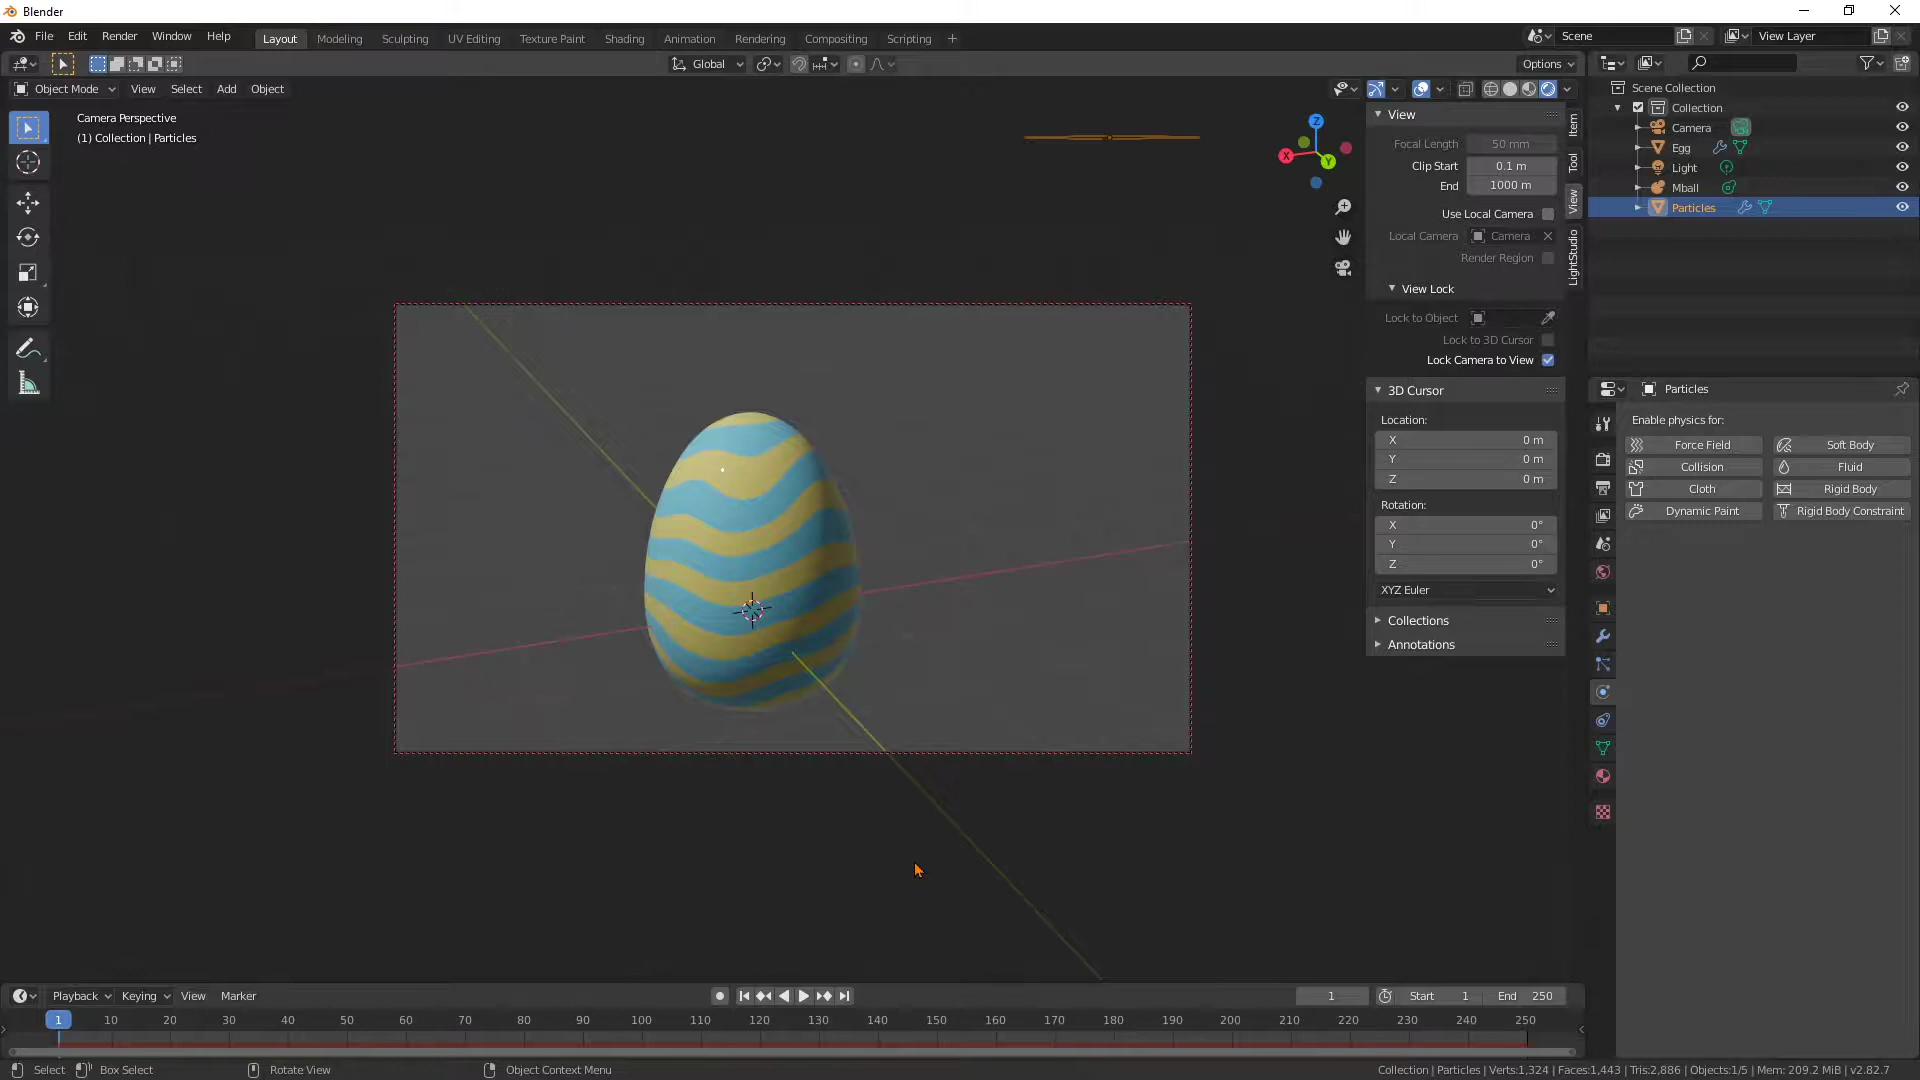 Blender
File Edit Render Window Help
Layout Modeling Sculpting UV Editing Texture Paint Shading Animation Rendering Compositing Scripting +
Scene
View Layer
Global
Options
Object Mode View Select Add Object
Camera Perspective
(1) Collection | Particles
X
Y
Z
View
Focal Length 50 mm
Clip Start 0.1 m
End 1000 m
Use Local Camera
Local Camera Camera
Render Region
View Lock
Lock to Object
Lock to 3D Cursor
Lock Camera to View
3D Cursor
Location:
X 0 m
Y 0 m
Z 0 m
Rotation:
X 0°
Y 0°
Z 0°
XYZ Euler
Collections
Annotations
Item
Tool
View
LightStudio
Scene Collection
Collection
Camera
Egg
Light
Mball
Particles
Particles
Enable physics for:
Force Field Soft Body
Collision Fluid
Cloth Rigid Body
Dynamic Paint Rigid Body Constraint
Playback Keying View Marker
1 Start 1 End 250
1 10 20 30 40 50 60 70 80 90 100 110 120 130 140 150 160 170 180 190 200 210 220 230 240 250
Select Box Select Rotate View Object Context Menu
Collection | Particles | Verts:1,324 | Faces:1,443 | Tris:2,886 | Objects:1/5 | Mem: 209.2 MiB | v2.82.7